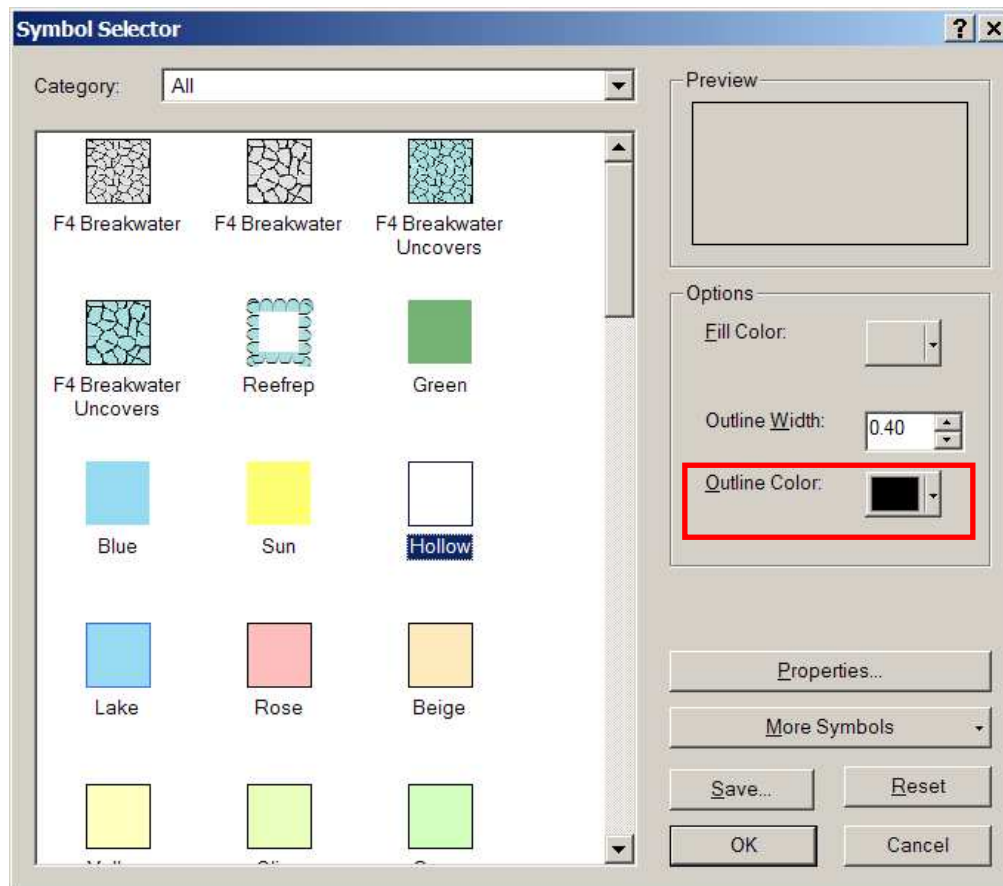 Symbol Selector
Category: All
F4 Breakwater F4 Breakwater F4 Breakwater
Uncovers
F4 Breakwater Reefrep Green
Uncovers
Blue Sun Hollow
Lake Rose Beige
Preview
Options
Fill Color:
Outline Width: 0.40
Outline Color:
Properties...
More Symbols
Save... Reset
OK Cancel